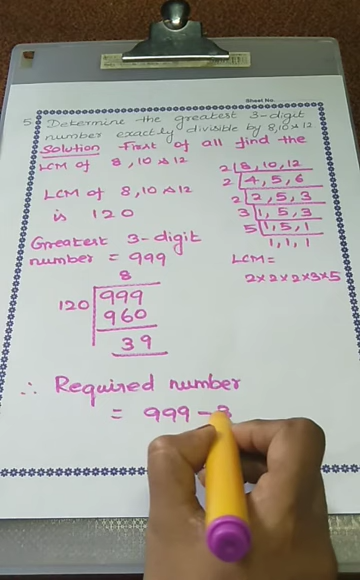 Sheet No
5. Determine the greatest 3-digit
number exactly divisible by 8,10 & 12
Solution First of all find the
LCM of 8,10 & 12
LCM of 8,10 & 12
is 120
2 8,10,12
2 4,5,6
2 2,5,3
3 1,5,3
5 1,5,1
1,1,1
LCM=
2×2×2×3×5
Greatest 3-digit
number = 999
8
120 999
960
39
∴ Required number
= 999 -